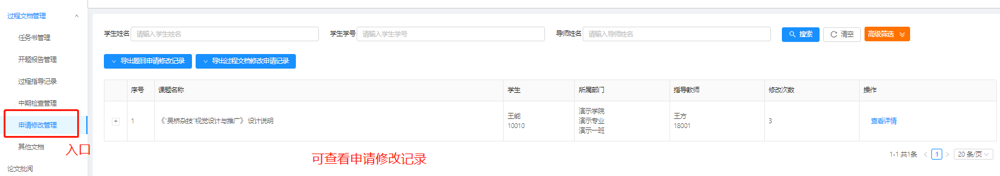 过程文档管理
任务书管理
开题报告管理
过程指导记录
中期检查管理
申请修改管理
其他文档
入口
论文批阅
学生姓名 请输入学生姓名 学生学号 请输入学生学号 导师姓名 请输入导师姓名 搜索 清空 高级筛选
导出题目申请修改记录 导出过程文档修改申请记录
序号 课题名称 学生 所属部门 指导教师 修改次数 操作
+ 1 《“吴桥杂技”视觉设计与推广》 设计说明 王能 演示学院 王方 3 查看详情
10010 演示专业 18001
演示一班
可查看申请修改记录
1-1 共1条 < 1 > 20 条/页